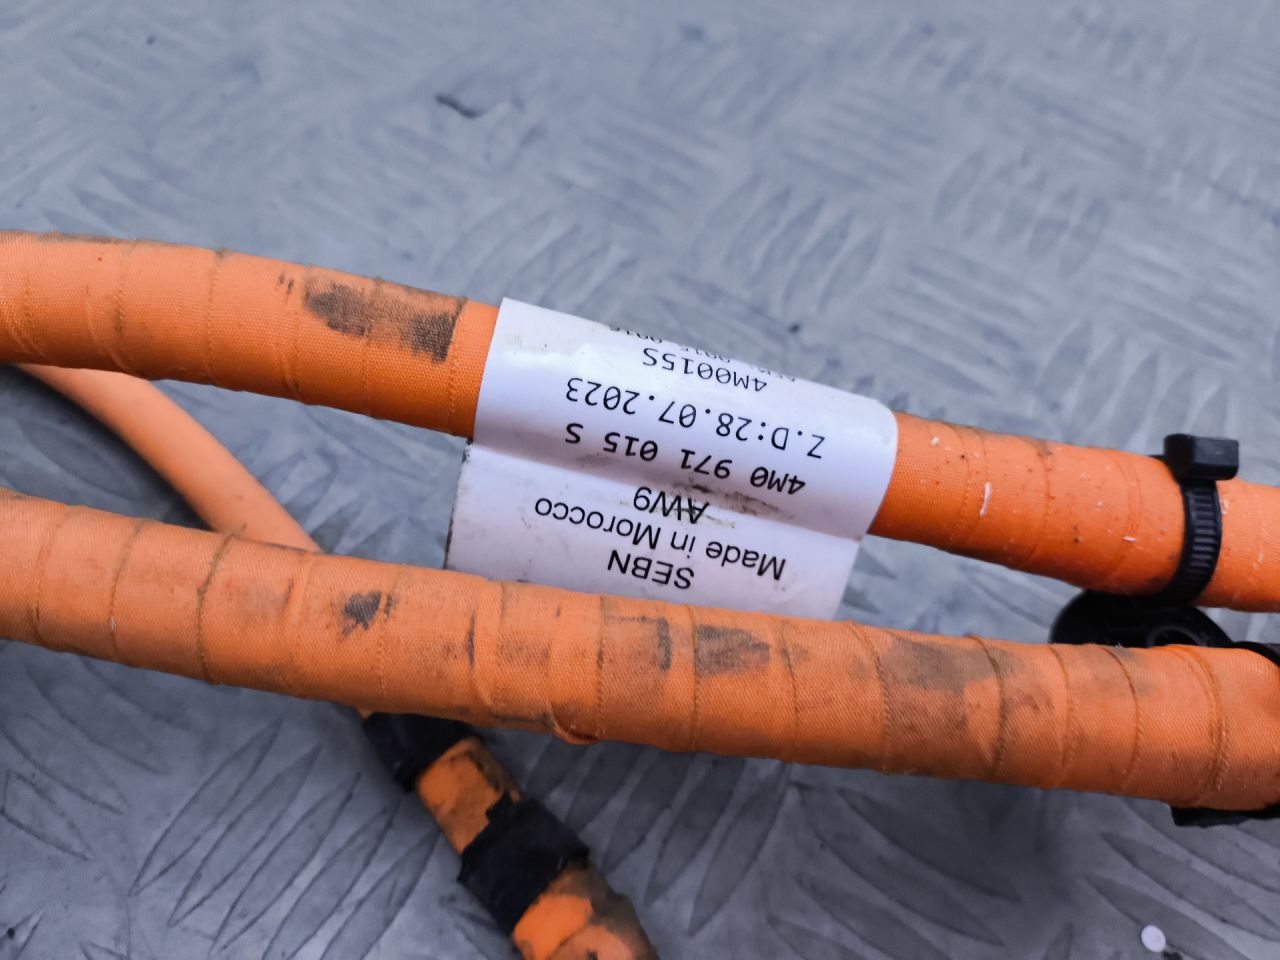 SEBN
Made in Morocco
AW9
4M0 971 015 S
Z.D:28.07.2023
4M0015S